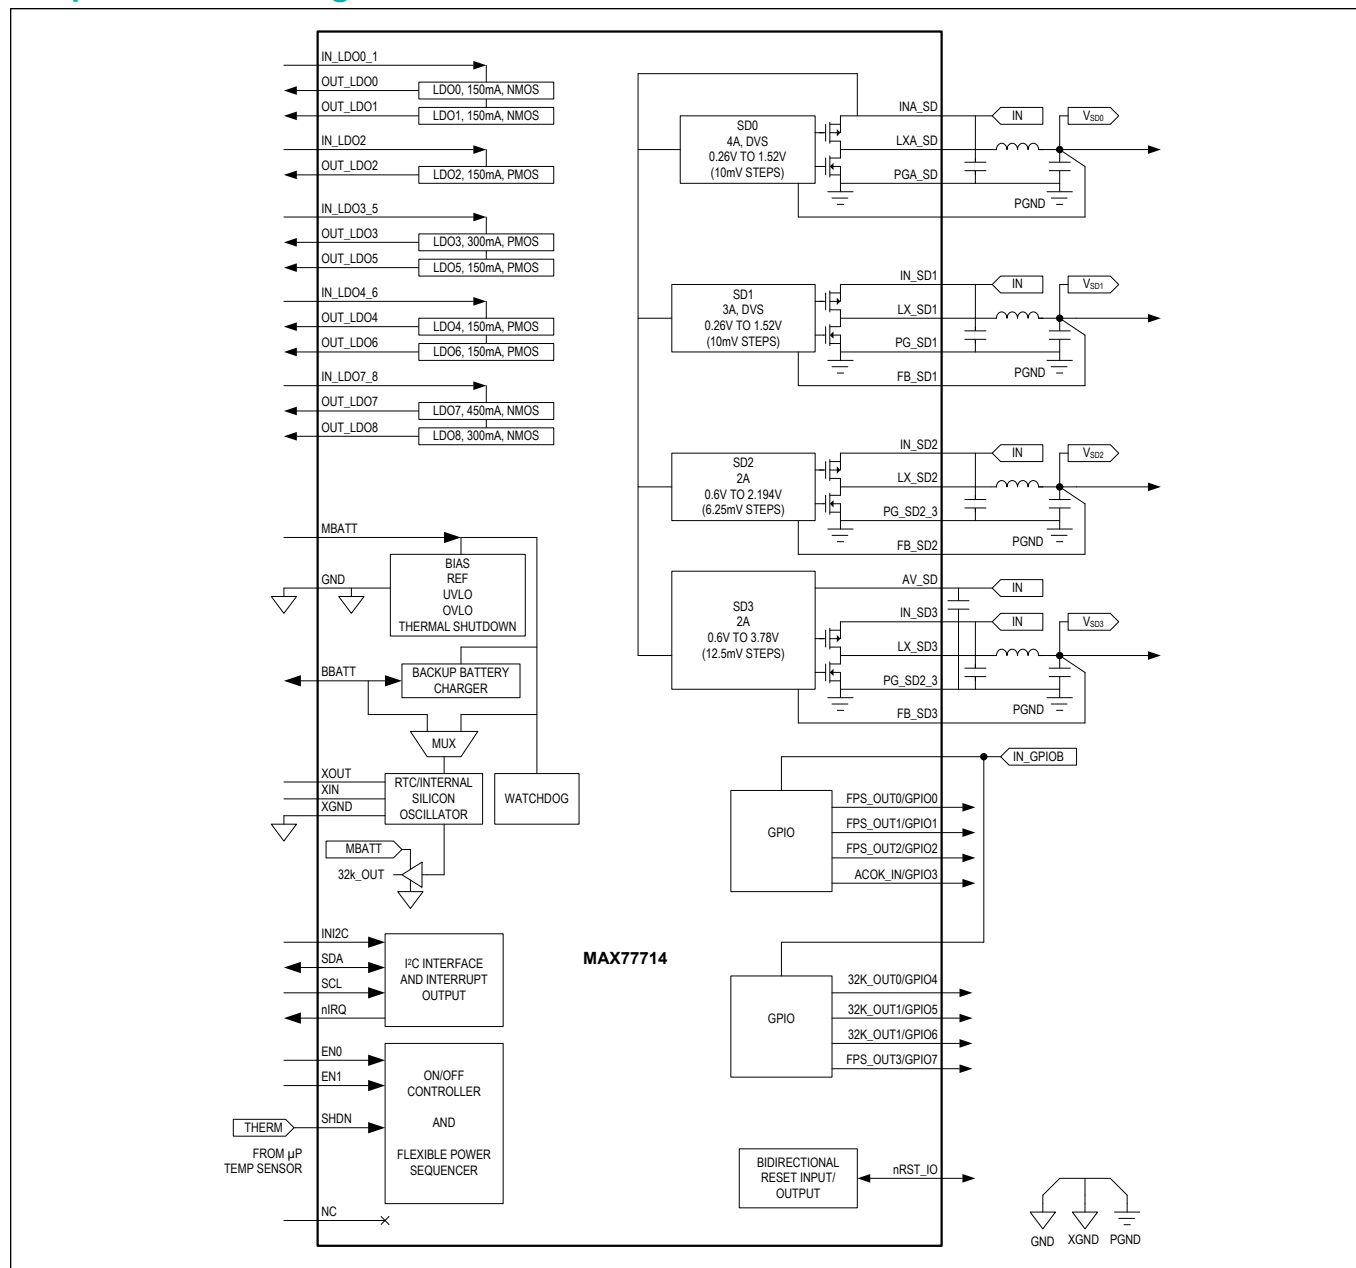 IN_LDO0_1
OUT_LDO0
LDO0, 150mA, NMOS
OUT_LDO1
LDO1, 150mA, NMOS
IN_LDO2
OUT_LDO2
LDO2, 150mA, PMOS
IN_LDO3_5
OUT_LDO3
LDO3, 300mA, PMOS
OUT_LDO5
LDO5, 150mA, PMOS
IN_LDO4_6
OUT_LDO4
LDO4, 150mA, PMOS
OUT_LDO6
LDO6, 150mA, PMOS
IN_LDO7_8
OUT_LDO7
LDO7, 450mA, NMOS
OUT_LDO8
LDO8, 300mA, NMOS
MBATT
BIAS
REF
UVLO
OVLO
THERMAL SHUTDOWN
GND
BBATT
BACKUP BATTERY
CHARGER
MUX
XOUT
XIN
XGND
RTC/INTERNAL
SILICON
OSCILLATOR
WATCHDOG
MBATT
32k_OUT
INI2C
SDA
SCL
nIRQ
I²C INTERFACE
AND INTERRUPT
OUTPUT
EN0
EN1
SHDN
THERM
FROM µP
TEMP SENSOR
ON/OFF
CONTROLLER
AND
FLEXIBLE POWER
SEQUENCER
NC
MAX77714
SD0
4A, DVS
0.26V TO 1.52V
(10mV STEPS)
INA_SD
LXA_SD
PGA_SD
IN
VSD0
PGND
SD1
3A, DVS
0.26V TO 1.52V
(10mV STEPS)
IN_SD1
LX_SD1
PG_SD1
FB_SD1
IN
VSD1
PGND
SD2
2A
0.6V TO 2.194V
(6.25mV STEPS)
IN_SD2
LX_SD2
PG_SD2_3
FB_SD2
IN
VSD2
PGND
SD3
2A
0.6V TO 3.78V
(12.5mV STEPS)
AV_SD
IN_SD3
LX_SD3
PG_SD2_3
FB_SD3
IN
IN
VSD3
PGND
IN_GPIOB
GPIO
FPS_OUT0/GPIO0
FPS_OUT1/GPIO1
FPS_OUT2/GPIO2
ACOK_IN/GPIO3
GPIO
32K_OUT0/GPIO4
32K_OUT1/GPIO5
32K_OUT1/GPIO6
FPS_OUT3/GPIO7
BIDIRECTIONAL
RESET INPUT/
OUTPUT
nRST_IO
GND
XGND
PGND